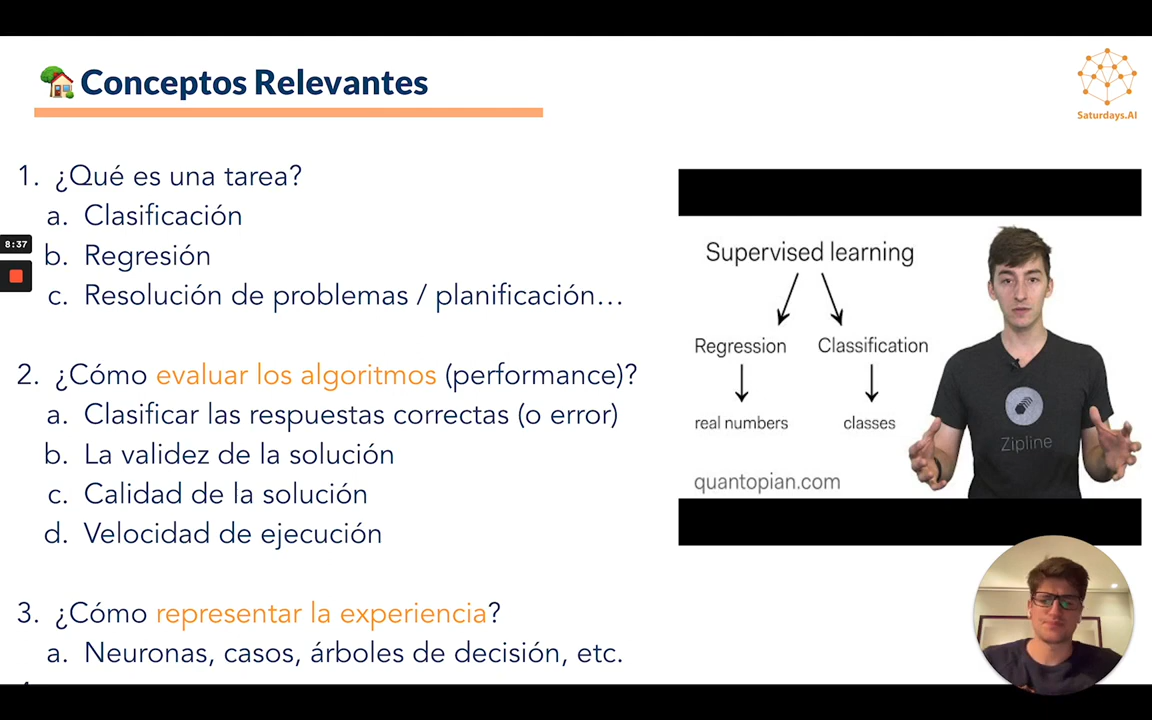 Conceptos Relevantes
Saturdays.AI
1. ¿Qué es una tarea?
a. Clasificación
b. Regresión
c. Resolución de problemas / planificación…
8:37
2. ¿Cómo evaluar los algoritmos (performance)?
a. Clasificar las respuestas correctas (o error)
b. La validez de la solución
c. Calidad de la solución
d. Velocidad de ejecución
3. ¿Cómo representar la experiencia?
a. Neuronas, casos, árboles de decisión, etc.
Supervised learning
Regression Classification
real numbers classes
quantopian.com
Zipline